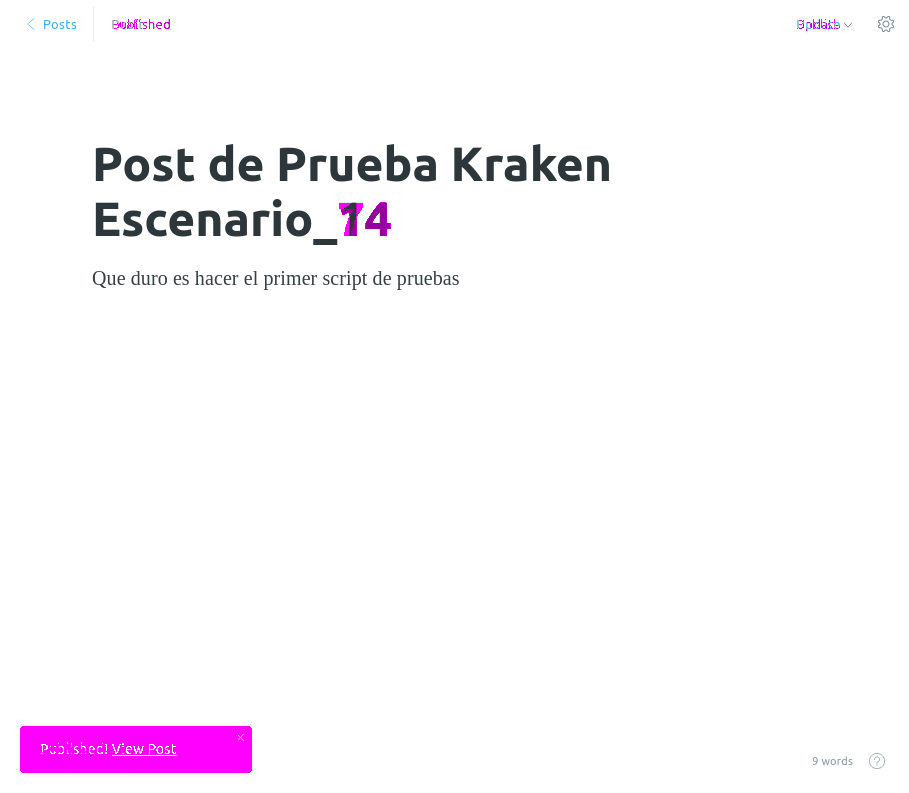 Posts
Published
Post de Prueba Kraken
Escenario_14
Que duro es hacer el primer script de pruebas
Published! View Post
9 words